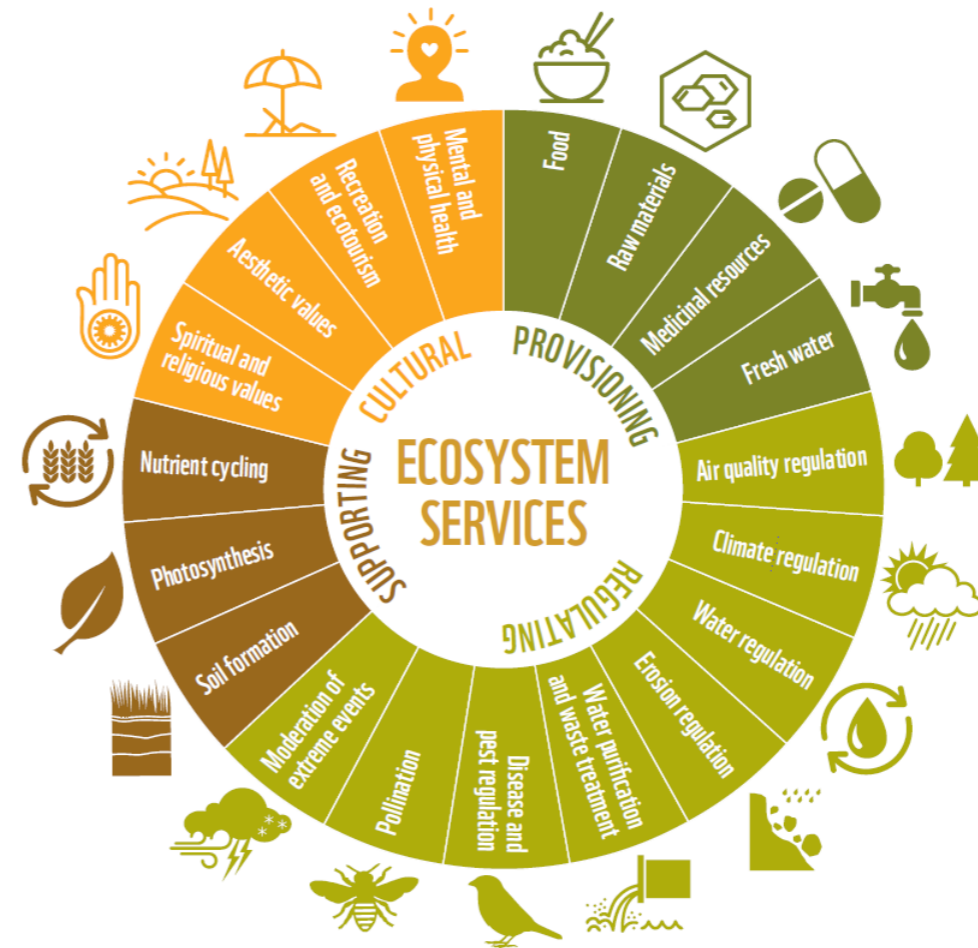 ECOSYSTEM
SERVICES
PROVISIONING
Food
Raw materials
Medicinal resources
Fresh water
REGULATING
Air quality regulation
Climate regulation
Water regulation
Erosion regulation
Water purification
and waste treatment
Disease and
pest regulation
Pollination
Moderation of
extreme events
SUPPORTING
Soil formation
Photosynthesis
Nutrient cycling
CULTURAL
Spiritual and
religious values
Aesthetic values
Recreation
and ecotourism
Mental and
physical health